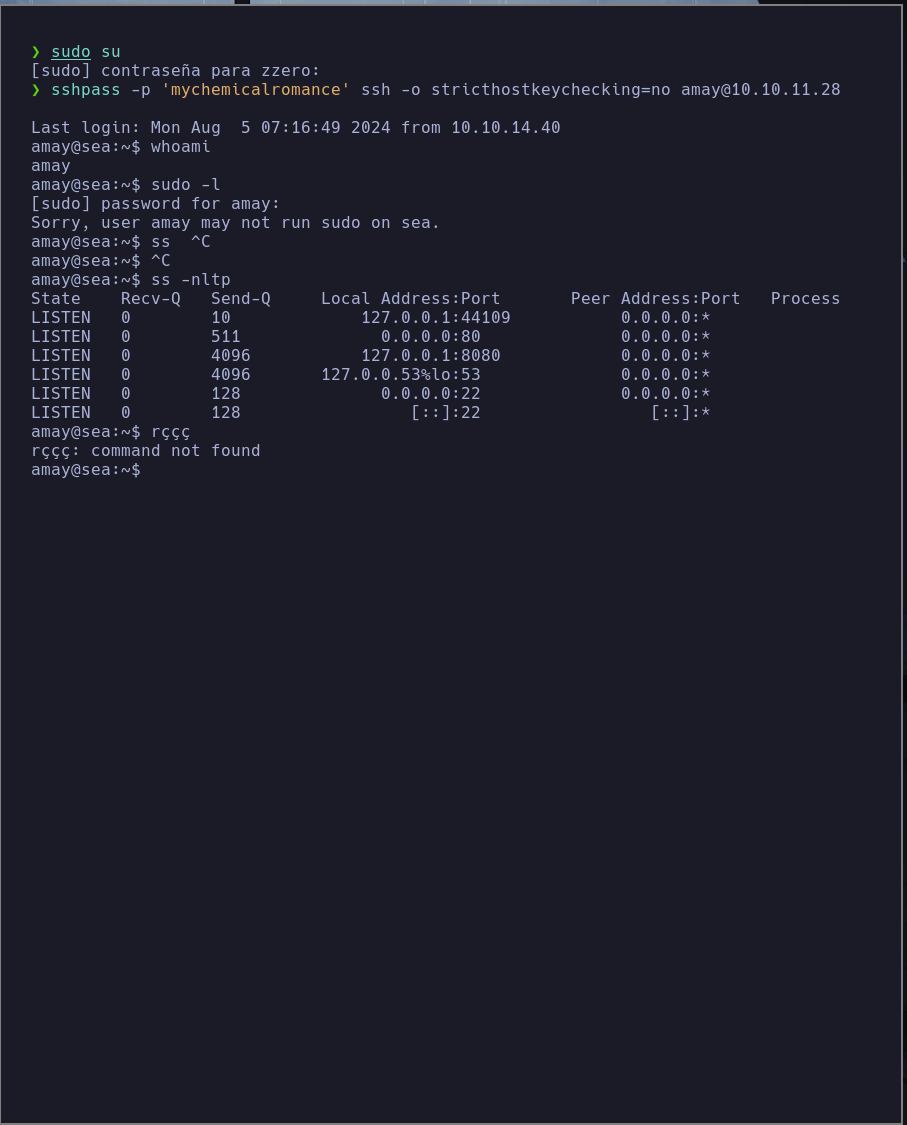 ❯ sudo su
[sudo] contraseña para zzero:
❯ sshpass -p 'mychemicalromance' ssh -o stricthostkeychecking=no amay@10.10.11.28
Last login: Mon Aug  5 07:16:49 2024 from 10.10.14.40
amay@sea:~$ whoami
amay
amay@sea:~$ sudo -l
[sudo] password for amay:
Sorry, user amay may not run sudo on sea.
amay@sea:~$ ss  ^C
amay@sea:~$ ^C
amay@sea:~$ ss -nltp
State    Recv-Q   Send-Q     Local Address:Port       Peer Address:Port   Process
LISTEN   0        10             127.0.0.1:44109           0.0.0.0:*
LISTEN   0        511              0.0.0.0:80              0.0.0.0:*
LISTEN   0        4096           127.0.0.1:8080            0.0.0.0:*
LISTEN   0        4096       127.0.0.53%lo:53              0.0.0.0:*
LISTEN   0        128              0.0.0.0:22              0.0.0.0:*
LISTEN   0        128                 [::]:22                 [::]:*
amay@sea:~$ rççç
rççç: command not found
amay@sea:~$